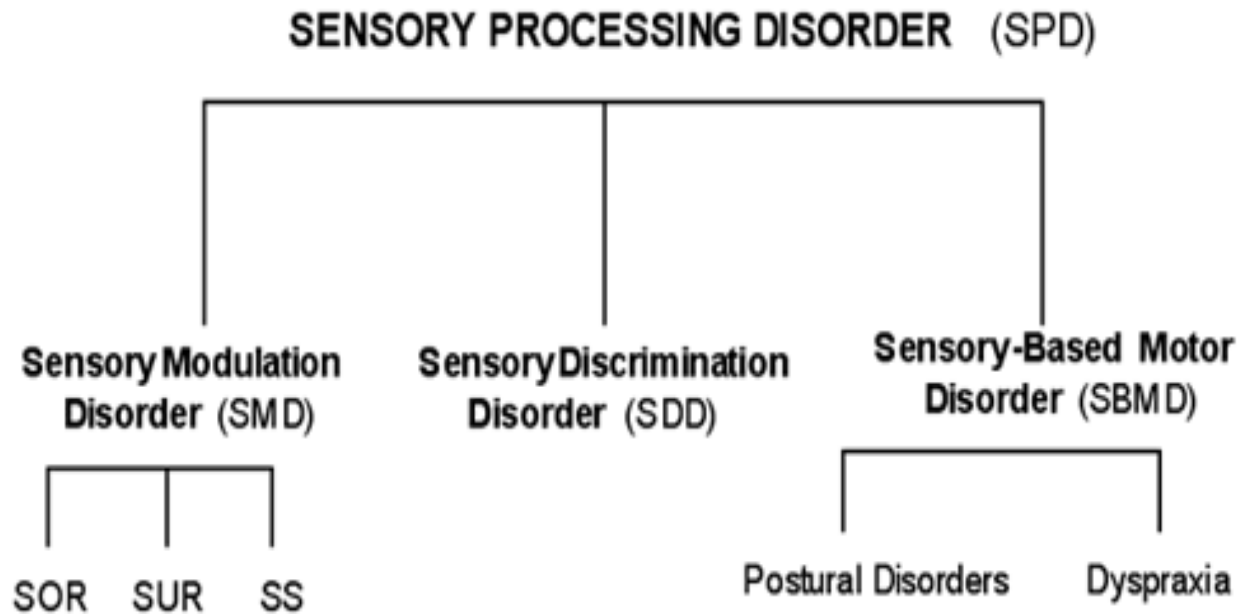 SENSORY PROCESSING DISORDER (SPD)
Sensory Modulation
Disorder (SMD)
Sensory Discrimination
Disorder (SDD)
Sensory-Based Motor
Disorder (SBMD)
SOR SUR SS
Postural Disorders Dyspraxia